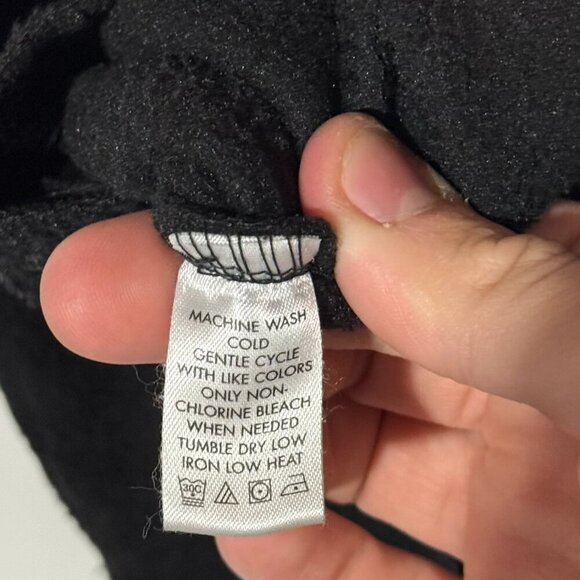 MACHINE WASH
COLD
GENTLE CYCLE
WITH LIKE COLORS
ONLY NON-
CHLORINE BLEACH
WHEN NEEDED
TUMBLE DRY LOW
IRON LOW HEAT
30C